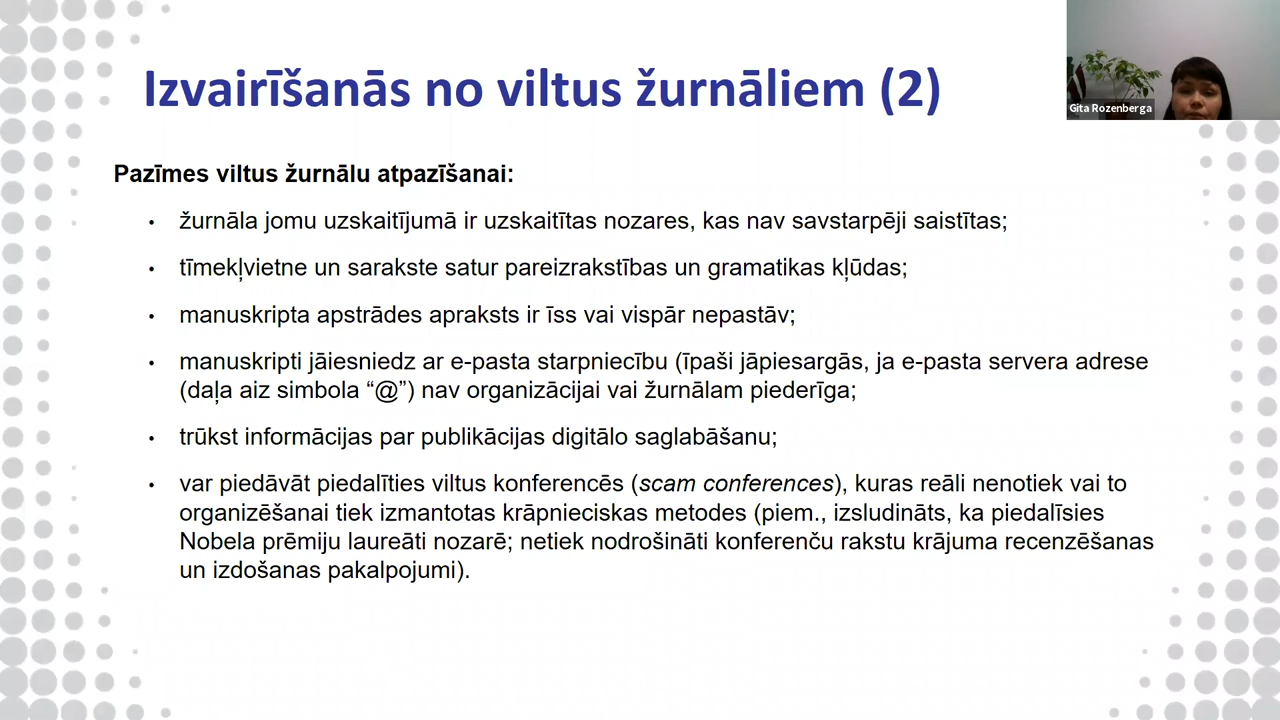 Izvairīšanās no viltus žurnāliem (2)
Gita Rozenberga
Pazīmes viltus žurnālu atpazīšanai:
• žurnāla jomu uzskaitījumā ir uzskaitītas nozares, kas nav savstarpēji saistītas;
• tīmekļvietne un sarakste satur pareizrakstības un gramatikas kļūdas;
• manuskripta apstrādes apraksts ir īss vai vispār nepastāv;
• manuskripti jāiesniedz ar e-pasta starpniecību (īpaši jāpiesargās, ja e-pasta servera adrese
(daļa aiz simbola “@”) nav organizācijai vai žurnālam piederīga;
• trūkst informācijas par publikācijas digitālo saglabāšanu;
• var piedāvāt piedalīties viltus konferencēs (scam conferences), kuras reāli nenotiek vai to
organizēšanai tiek izmantotas krāpnieciskas metodes (piem., izsludināts, ka piedalīsies
Nobela prēmiju laureāti nozarē; netiek nodrošināti konferenču rakstu krājuma recenzēšanas
un izdošanas pakalpojumi).